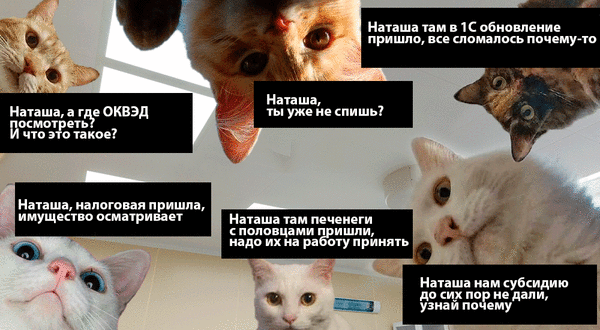 Наташа там в 1С обновление
пришло, все сломалось почему-то
Наташа, а где ОКВЭД
посмотреть?
И что это такое?
Наташа,
ты уже не спишь?
Наташа, налоговая пришла,
имущество осматривает
Наташа там печенеги
с половцами пришли,
надо их на работу принять
Наташа нам субсидию
до сих пор не дали,
узнай почему